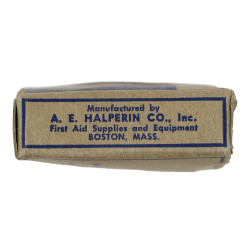 Manufactured by
A. E. HALPERIN CO., Inc.
First Aid Supplies and Equipment
BOSTON, MASS.